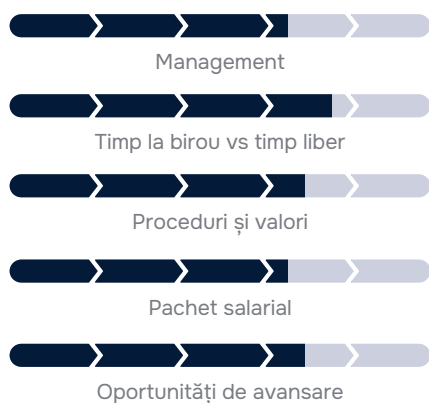 Management
Timp la birou vs timp liber
Proceduri și valori
Pachet salarial
Oportunități de avansare